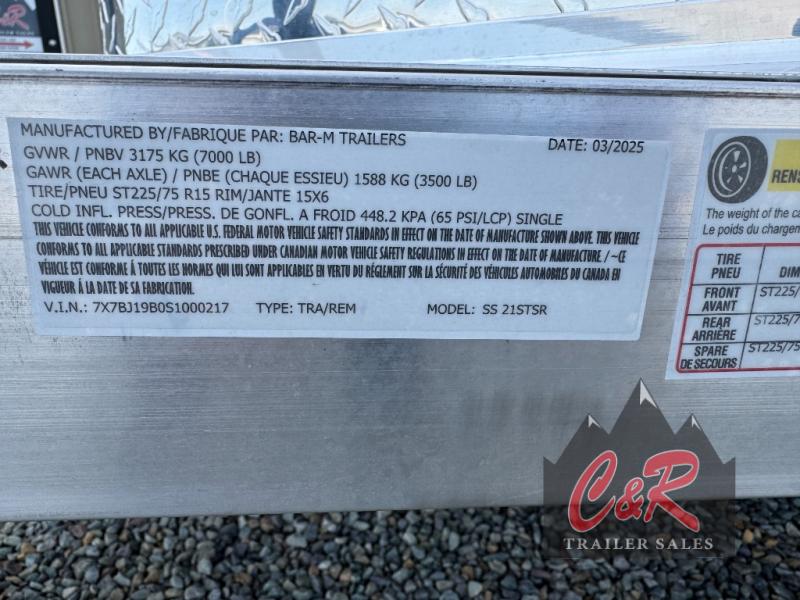 C&R
MANUFACTURED BY/FABRIQUE PAR: BAR-M TRAILERS DATE: 03/2025
GVWR / PNBV 3175 KG (7000 LB)
GAWR (EACH AXLE) / PNBE (CHAQUE ESSIEU) 1588 KG (3500 LB)
TIRE/PNEU ST225/75 R15 RIM/JANTE 15X6
COLD INFL. PRESS/PRESS. DE GONFL. A FROID 448.2 KPA (65 PSI/LCP) SINGLE
THIS VEHICLE CONFORMS TO ALL APPLICABLE U.S. FEDERAL MOTOR VEHICLE SAFETY STANDARDS IN EFFECT ON THE DATE OF MANUFACTURE SHOWN ABOVE. THIS VEHICLE
CONFORMS TO ALL APPLICABLE STANDARDS PRESCRIBED UNDER CANADIAN MOTOR VEHICLE SAFETY REGULATIONS IN EFFECT ON THE DATE OF MANUFACTURE. / ~CE
VÉHICLE EST CONFORME Á TOUTES LES NORMES QUI LUI SONT APPLICABLES EN VERTU DU RÉGLEMENT SUR LA SÉCURITÉ DES VÉHICULES AUTOMOBILES DU CANADA EN
VIGUEUR Á LA DATE DE SA FABRICATION.
V.I.N.: 7X7BJ19B0S1000217 TYPE: TRA/REM MODEL: SS 21STSR
RENS
The weight of the ca
Le poids du chargem
TIRE
PNEU
DIM
FRONT
AVANT
ST225/
REAR
ARRIÈRE
ST225/7
SPARE
DE SECOURS
ST225/75
C&R
TRAILER SALES